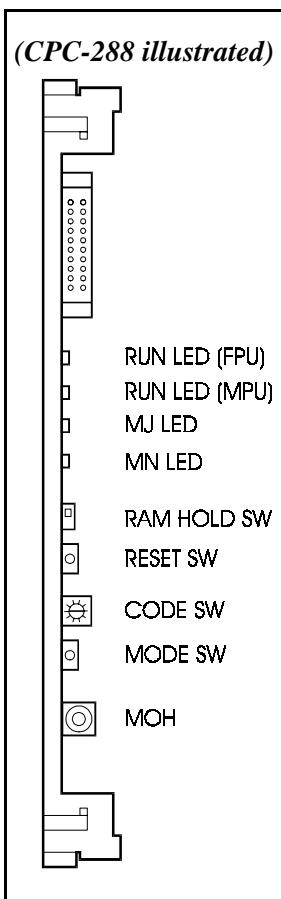 (CPC-288 illustrated)
RUN LED (FPU)
RUN LED (MPU)
MJ LED
MN LED
RAM HOLD SW
RESET SW
CODE SW
MODE SW
MOH